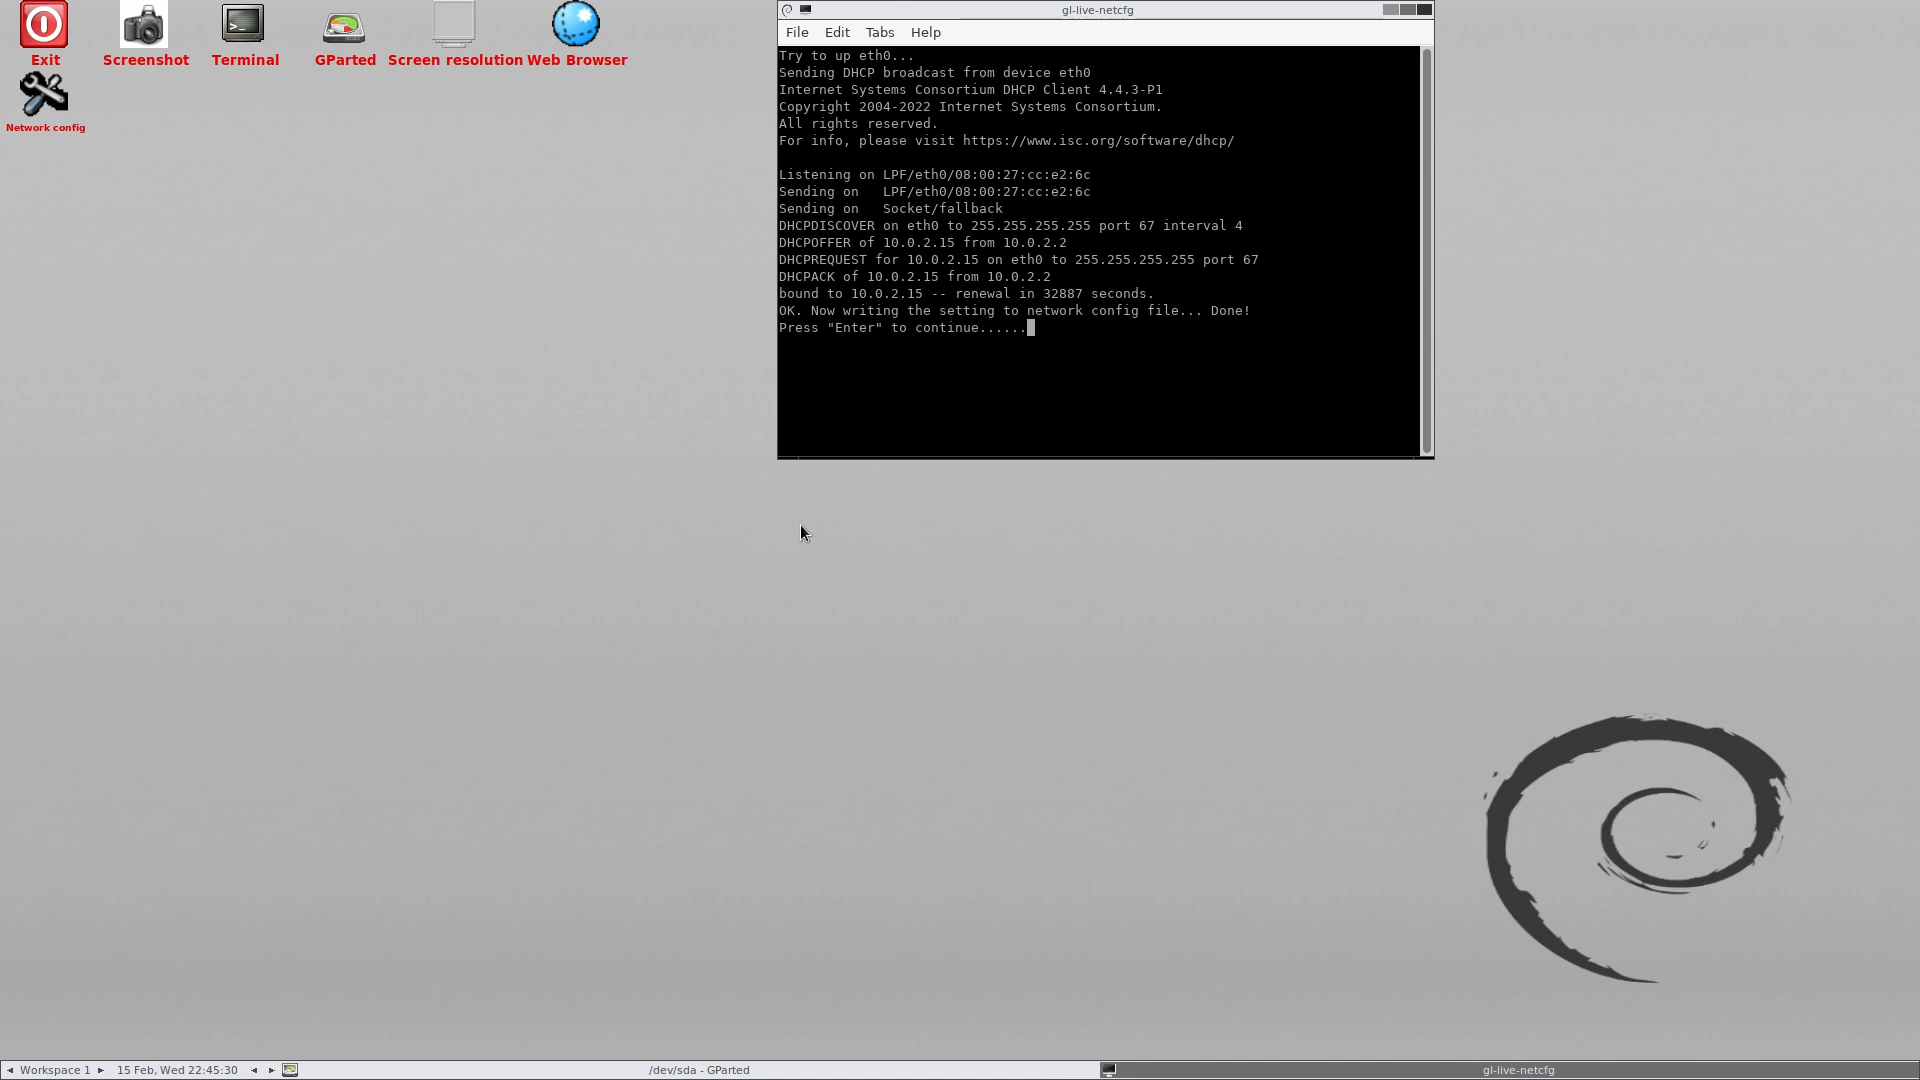 Exit
Screenshot
Terminal
GParted
Screen resolution
Web Browser
Network config
gl-live-netcfg
File Edit Tabs Help
Try to up eth0...
Sending DHCP broadcast from device eth0
Internet Systems Consortium DHCP Client 4.4.3-P1
Copyright 2004-2022 Internet Systems Consortium.
All rights reserved.
For info, please visit https://www.isc.org/software/dhcp/
Listening on LPF/eth0/08:00:27:cc:e2:6c
Sending on   LPF/eth0/08:00:27:cc:e2:6c
Sending on   Socket/fallback
DHCPDISCOVER on eth0 to 255.255.255.255 port 67 interval 4
DHCPOFFER of 10.0.2.15 from 10.0.2.2
DHCPREQUEST for 10.0.2.15 on eth0 to 255.255.255.255 port 67
DHCPACK of 10.0.2.15 from 10.0.2.2
bound to 10.0.2.15 -- renewal in 32887 seconds.
OK. Now writing the setting to network config file... Done!
Press "Enter" to continue......
Workspace 1 15 Feb, Wed 22:45:30 /dev/sda - GParted gl-live-netcfg